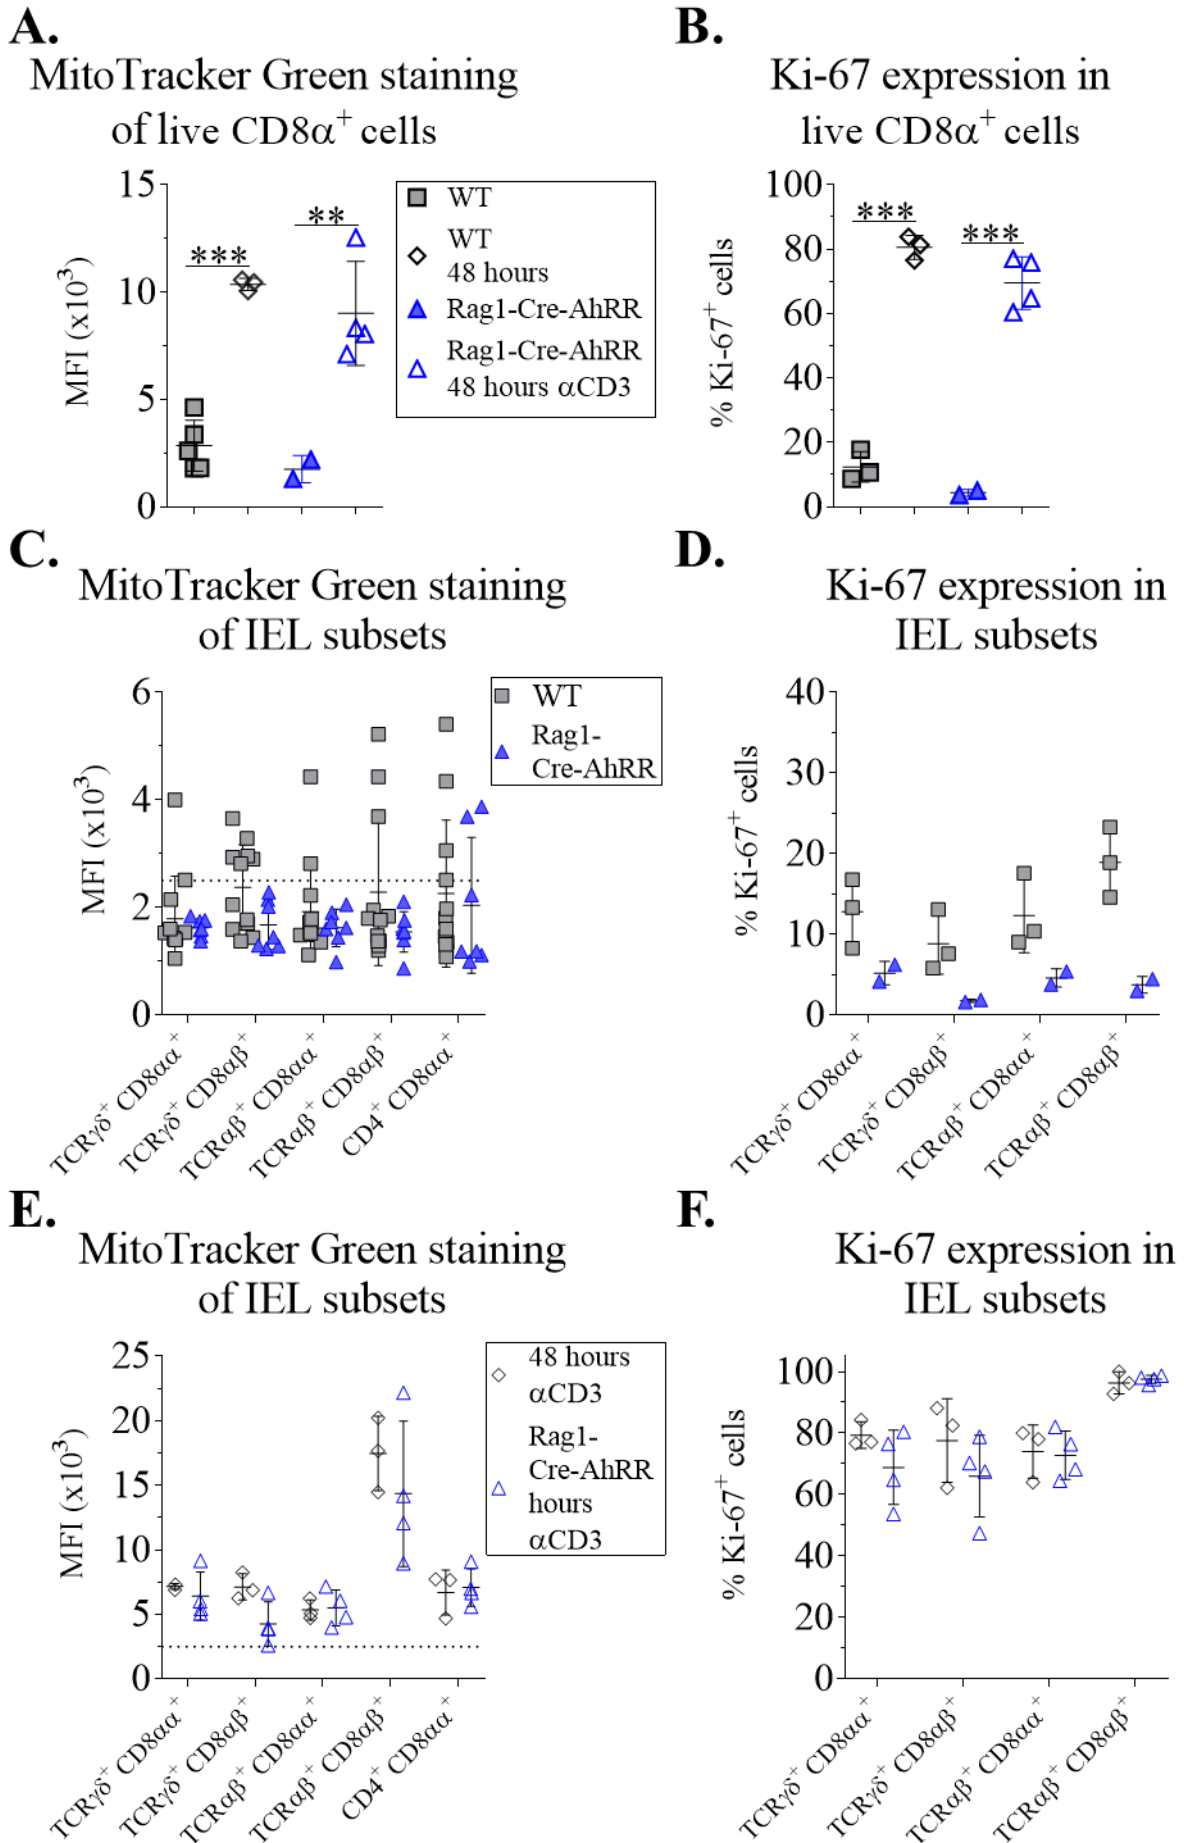 A.
MitoTracker Green staining
of live CD8α+ cells
15
10
5
0
MFI (x10³)
***
**
WT
WT
48 hours
Rag1-Cre-AhRR
Rag1-Cre-AhRR
48 hours αCD3
B.
Ki-67 expression in
live CD8α+ cells
100
80
60
40
20
0
% Ki-67+ cells
***
***
C.
MitoTracker Green staining
of IEL subsets
6
4
2
0
MFI (x10³)
WT
Rag1-
Cre-AhRR
TCRγδ+ CD8αα+
TCRγδ+ CD8αβ+
TCRαβ+ CD8αα+
TCRαβ+ CD8αβ+
CD4+ CD8αα+
D.
Ki-67 expression in
IEL subsets
40
30
20
10
0
% Ki-67+ cells
TCRγδ+ CD8αα+
TCRγδ+ CD8αβ+
TCRαβ+ CD8αα+
TCRαβ+ CD8αβ+
E.
MitoTracker Green staining
of IEL subsets
25
20
15
10
5
0
MFI (x10³)
48 hours
αCD3
Rag1-
Cre-AhRR
hours
αCD3
TCRγδ+ CD8αα+
TCRγδ+ CD8αβ+
TCRαβ+ CD8αα+
TCRαβ+ CD8αβ+
CD4+ CD8αα+
F.
Ki-67 expression in
IEL subsets
100
80
60
40
20
0
% Ki-67+ cells
TCRγδ+ CD8αα+
TCRγδ+ CD8αβ+
TCRαβ+ CD8αα+
TCRαβ+ CD8αβ+